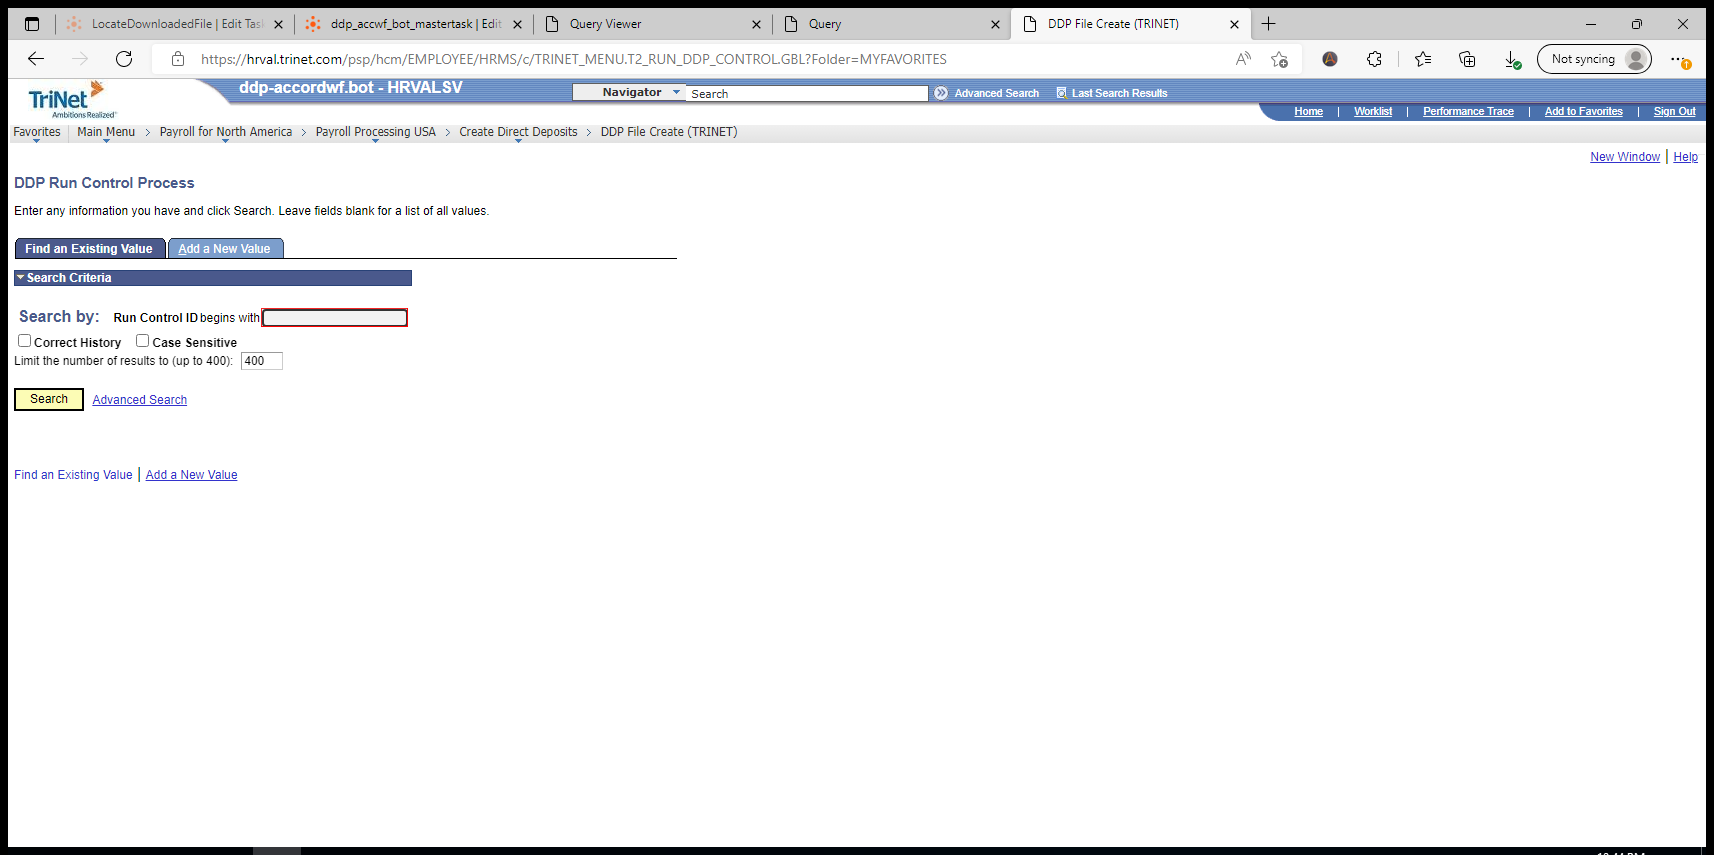 LocateDownloadedFile | Edit Tas
ddp_accwf_bot_mastertask | Edit
Query Viewer
Query
DDP File Create (TRINET)
https://hrval.trinet.com/psp/hcm/EMPLOYEE/HRMS/c/TRINET_MENU.T2_RUN_DDP_CONTROL.GBL?Folder=MYFAVORITES
Not syncing
TriNet
Ambitions Realized
ddp-accordwf.bot - HRVALSV
Navigator
Search
Advanced Search
Last Search Results
Home | Worklist | Performance Trace | Add to Favorites | Sign Out
Favorites
Main Menu > Payroll for North America > Payroll Processing USA > Create Direct Deposits > DDP File Create (TRINET)
New Window | Help
DDP Run Control Process
Enter any information you have and click Search. Leave fields blank for a list of all values.
Find an Existing Value
Add a New Value
Search Criteria
Search by: Run Control ID begins with
Correct History Case Sensitive
Limit the number of results to (up to 400): 400
Search Advanced Search
Find an Existing Value | Add a New Value